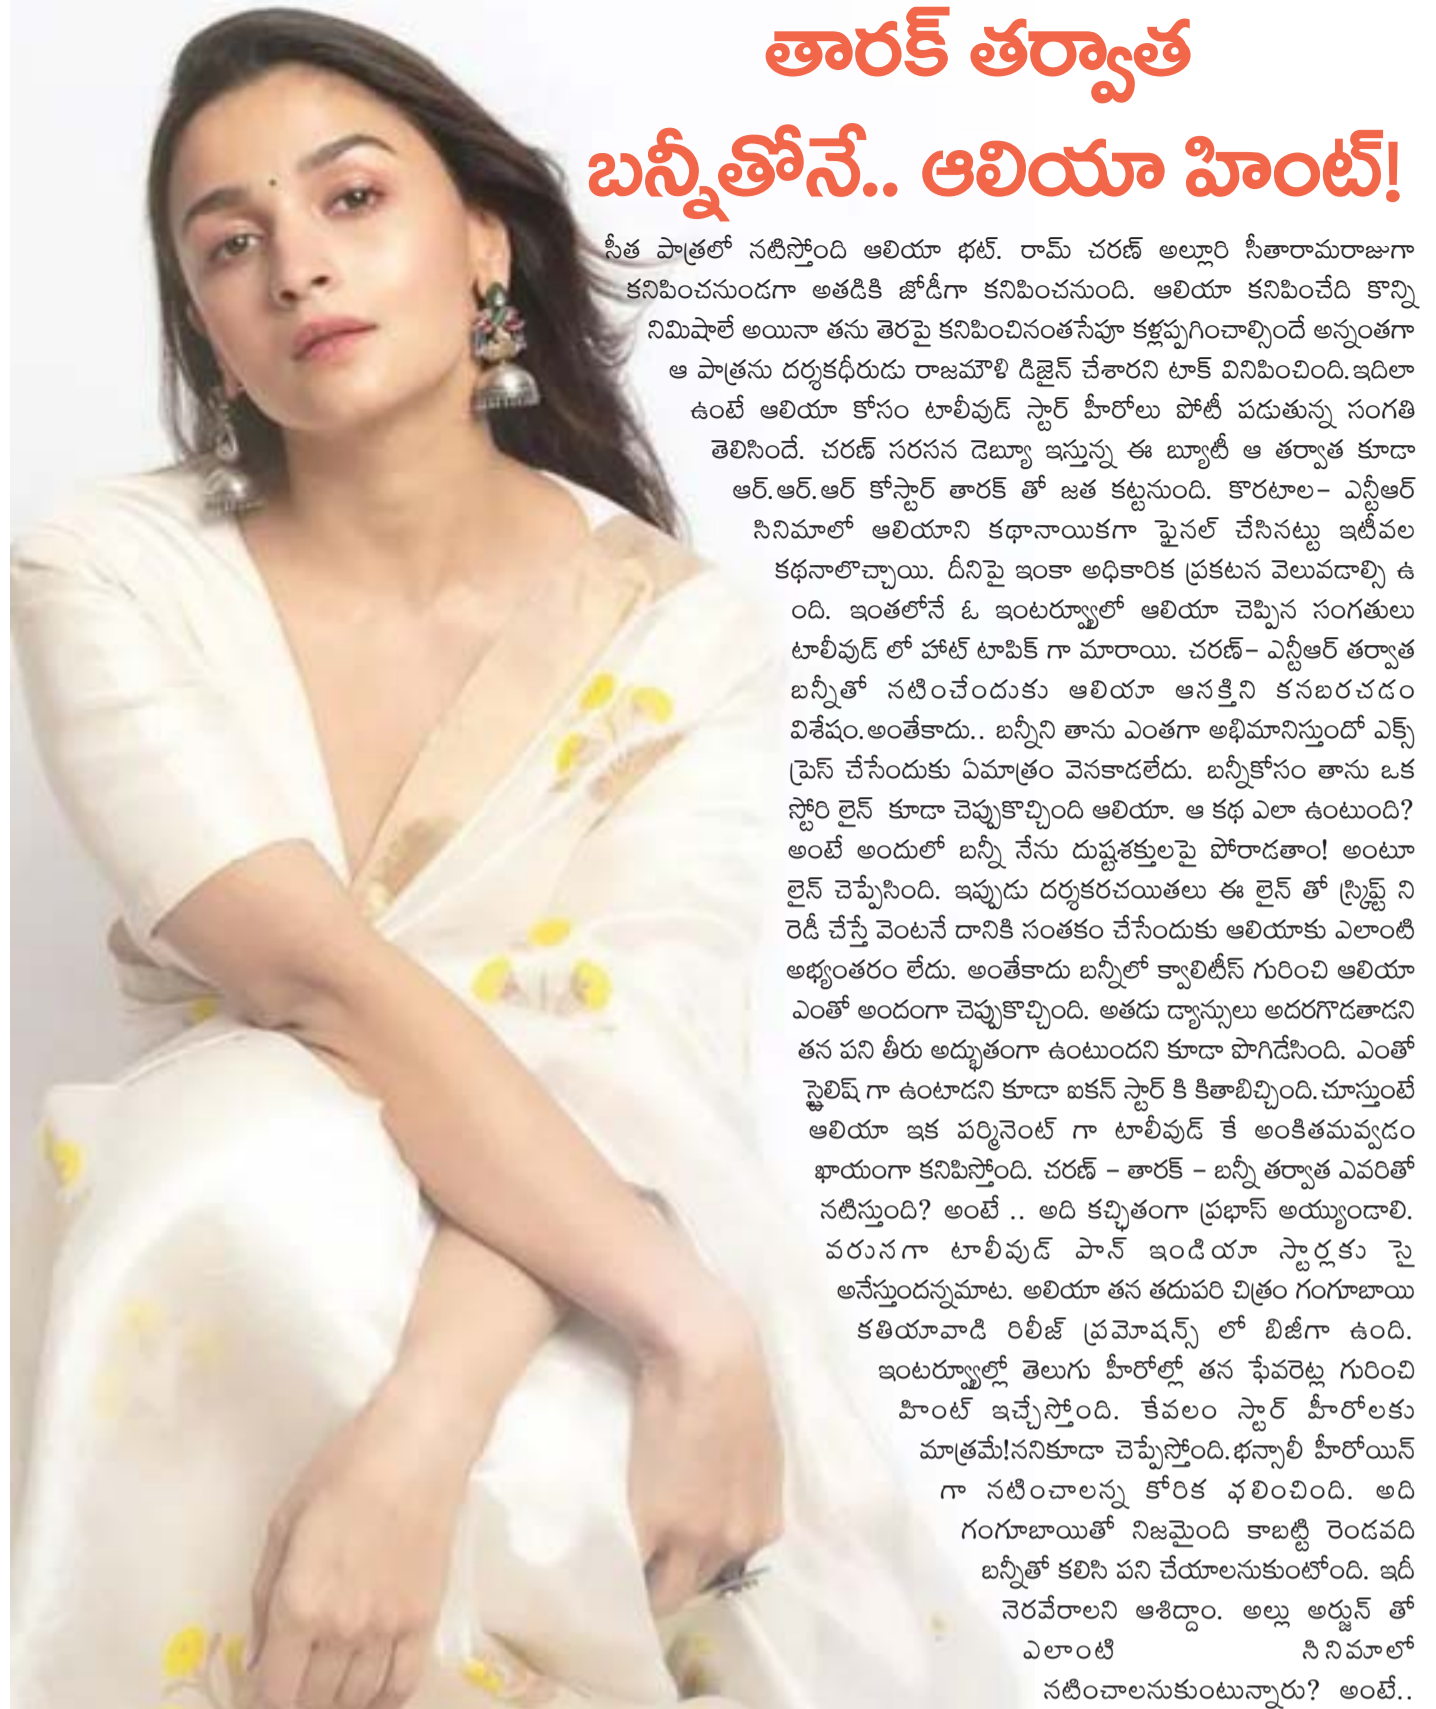 తారక్ తర్వాత
బన్నీతోనే.. ఆలియా హింట్!
సీత పాత్రలో నటిస్తోంది ఆలియా భట్. రామ్ చరణ్ అల్లూరి సీతారామరాజుగా
కనిపించనుండగా అతడికి జోడీగా కనిపించనుంది. ఆలియా కనిపించేది కొన్ని
నిమిషాలే అయినా తను తెరపై కనిపించినంతసేపూ కళ్లప్పగించాల్సిందే అన్నంతగా
ఆ పాత్రను దర్శకధీరుడు రాజమౌళి డిజైన్ చేశారని టాక్ వినిపించింది.ఇదిలా
ఉంటే ఆలియా కోసం టాలీవుడ్ స్టార్ హీరోలు పోటీ పడుతున్న సంగతి
తెలిసిందే. చరణ్ సరసన డెబ్యూ ఇస్తున్న ఈ బ్యూటీ ఆ తర్వాత కూడా
ఆర్.ఆర్.ఆర్ కోస్టార్ తారక్ తో జత కట్టనుంది. కొరటాల- ఎన్టీఆర్
సినిమాలో ఆలియాని కథానాయికగా ఫైనల్ చేసినట్టు ఇటీవల
కథనాలొచ్చాయి. దీనిపై ఇంకా అధికారిక ప్రకటన వెలువడాల్సి ఉ
ంది. ఇంతలోనే ఓ ఇంటర్వ్యూలో ఆలియా చెప్పిన సంగతులు
టాలీవుడ్ లో హాట్ టాపిక్ గా మారాయి. చరణ్- ఎన్టీఆర్ తర్వాత
బన్నీతో నటించేందుకు ఆలియా ఆసక్తిని కనబరచడం
విశేషం.అంతేకాదు.. బన్నీని తాను ఎంతగా అభిమానిస్తుందో ఎక్స్
ప్రెస్ చేసేందుకు ఏమాత్రం వెనకాడలేదు. బన్నీకోసం తాను ఒక
స్టోరి లైన్ కూడా చెప్పుకొచ్చింది ఆలియా. ఆ కథ ఎలా ఉంటుంది?
అంటే అందులో బన్నీ నేను దుష్టశక్తులపై పోరాడతాం! అంటూ
లైన్ చెప్పేసింది. ఇప్పుడు దర్శకరచయితలు ఈ లైన్ తో స్క్రిప్ట్ ని
రెడీ చేస్తే వెంటనే దానికి సంతకం చేసేందుకు ఆలియాకు ఎలాంటి
అభ్యంతరం లేదు. అంతేకాదు బన్నీలో క్వాలిటీస్ గురించి ఆలియా
ఎంతో అందంగా చెప్పుకొచ్చింది. అతడు డ్యాన్సులు అదరగొడతాడని
తన పని తీరు అద్భుతంగా ఉంటుందని కూడా పొగిడేసింది. ఎంతో
స్టైలిష్ గా ఉంటాడని కూడా ఐకన్ స్టార్ కి కితాబిచ్చింది.చూస్తుంటే
ఆలియా ఇక పర్మినెంట్ గా టాలీవుడ్ కే అంకితమవ్వడం
ఖాయంగా కనిపిస్తోంది. చరణ్ - తారక్ - బన్నీ తర్వాత ఎవరితో
నటిస్తుంది? అంటే .. అది కచ్ఛితంగా ప్రభాస్ అయ్యుండాలి.
వరుసగా టాలీవుడ్ పాన్ ఇండియా స్టార్లకు సై
అనేస్తుందన్నమాట. అలియా తన తదుపరి చిత్రం గంగూబాయి
కతియావాడి రిలీజ్ ప్రమోషన్స్ లో బిజీగా ఉంది.
ఇంటర్వ్యూల్లో తెలుగు హీరోల్లో తన ఫేవరెట్ల గురించి
హింట్ ఇచ్చేస్తోంది. కేవలం స్టార్ హీరోలకు
మాత్రమే!ననికూడా చెప్పేస్తోంది.భన్సాలీ హీరోయిన్
గా నటించాలన్న కోరిక ఫలించింది. అది
గంగూబాయితో నిజమైంది కాబట్టి రెండవది
బన్నీతో కలిసి పని చేయాలనుకుంటోంది. ఇదీ
నెరవేరాలని ఆశిద్దాం. అల్లు అర్జున్ తో
ఎలాంటి సినిమాలో
నటించాలనుకుంటున్నారు? అంటే..